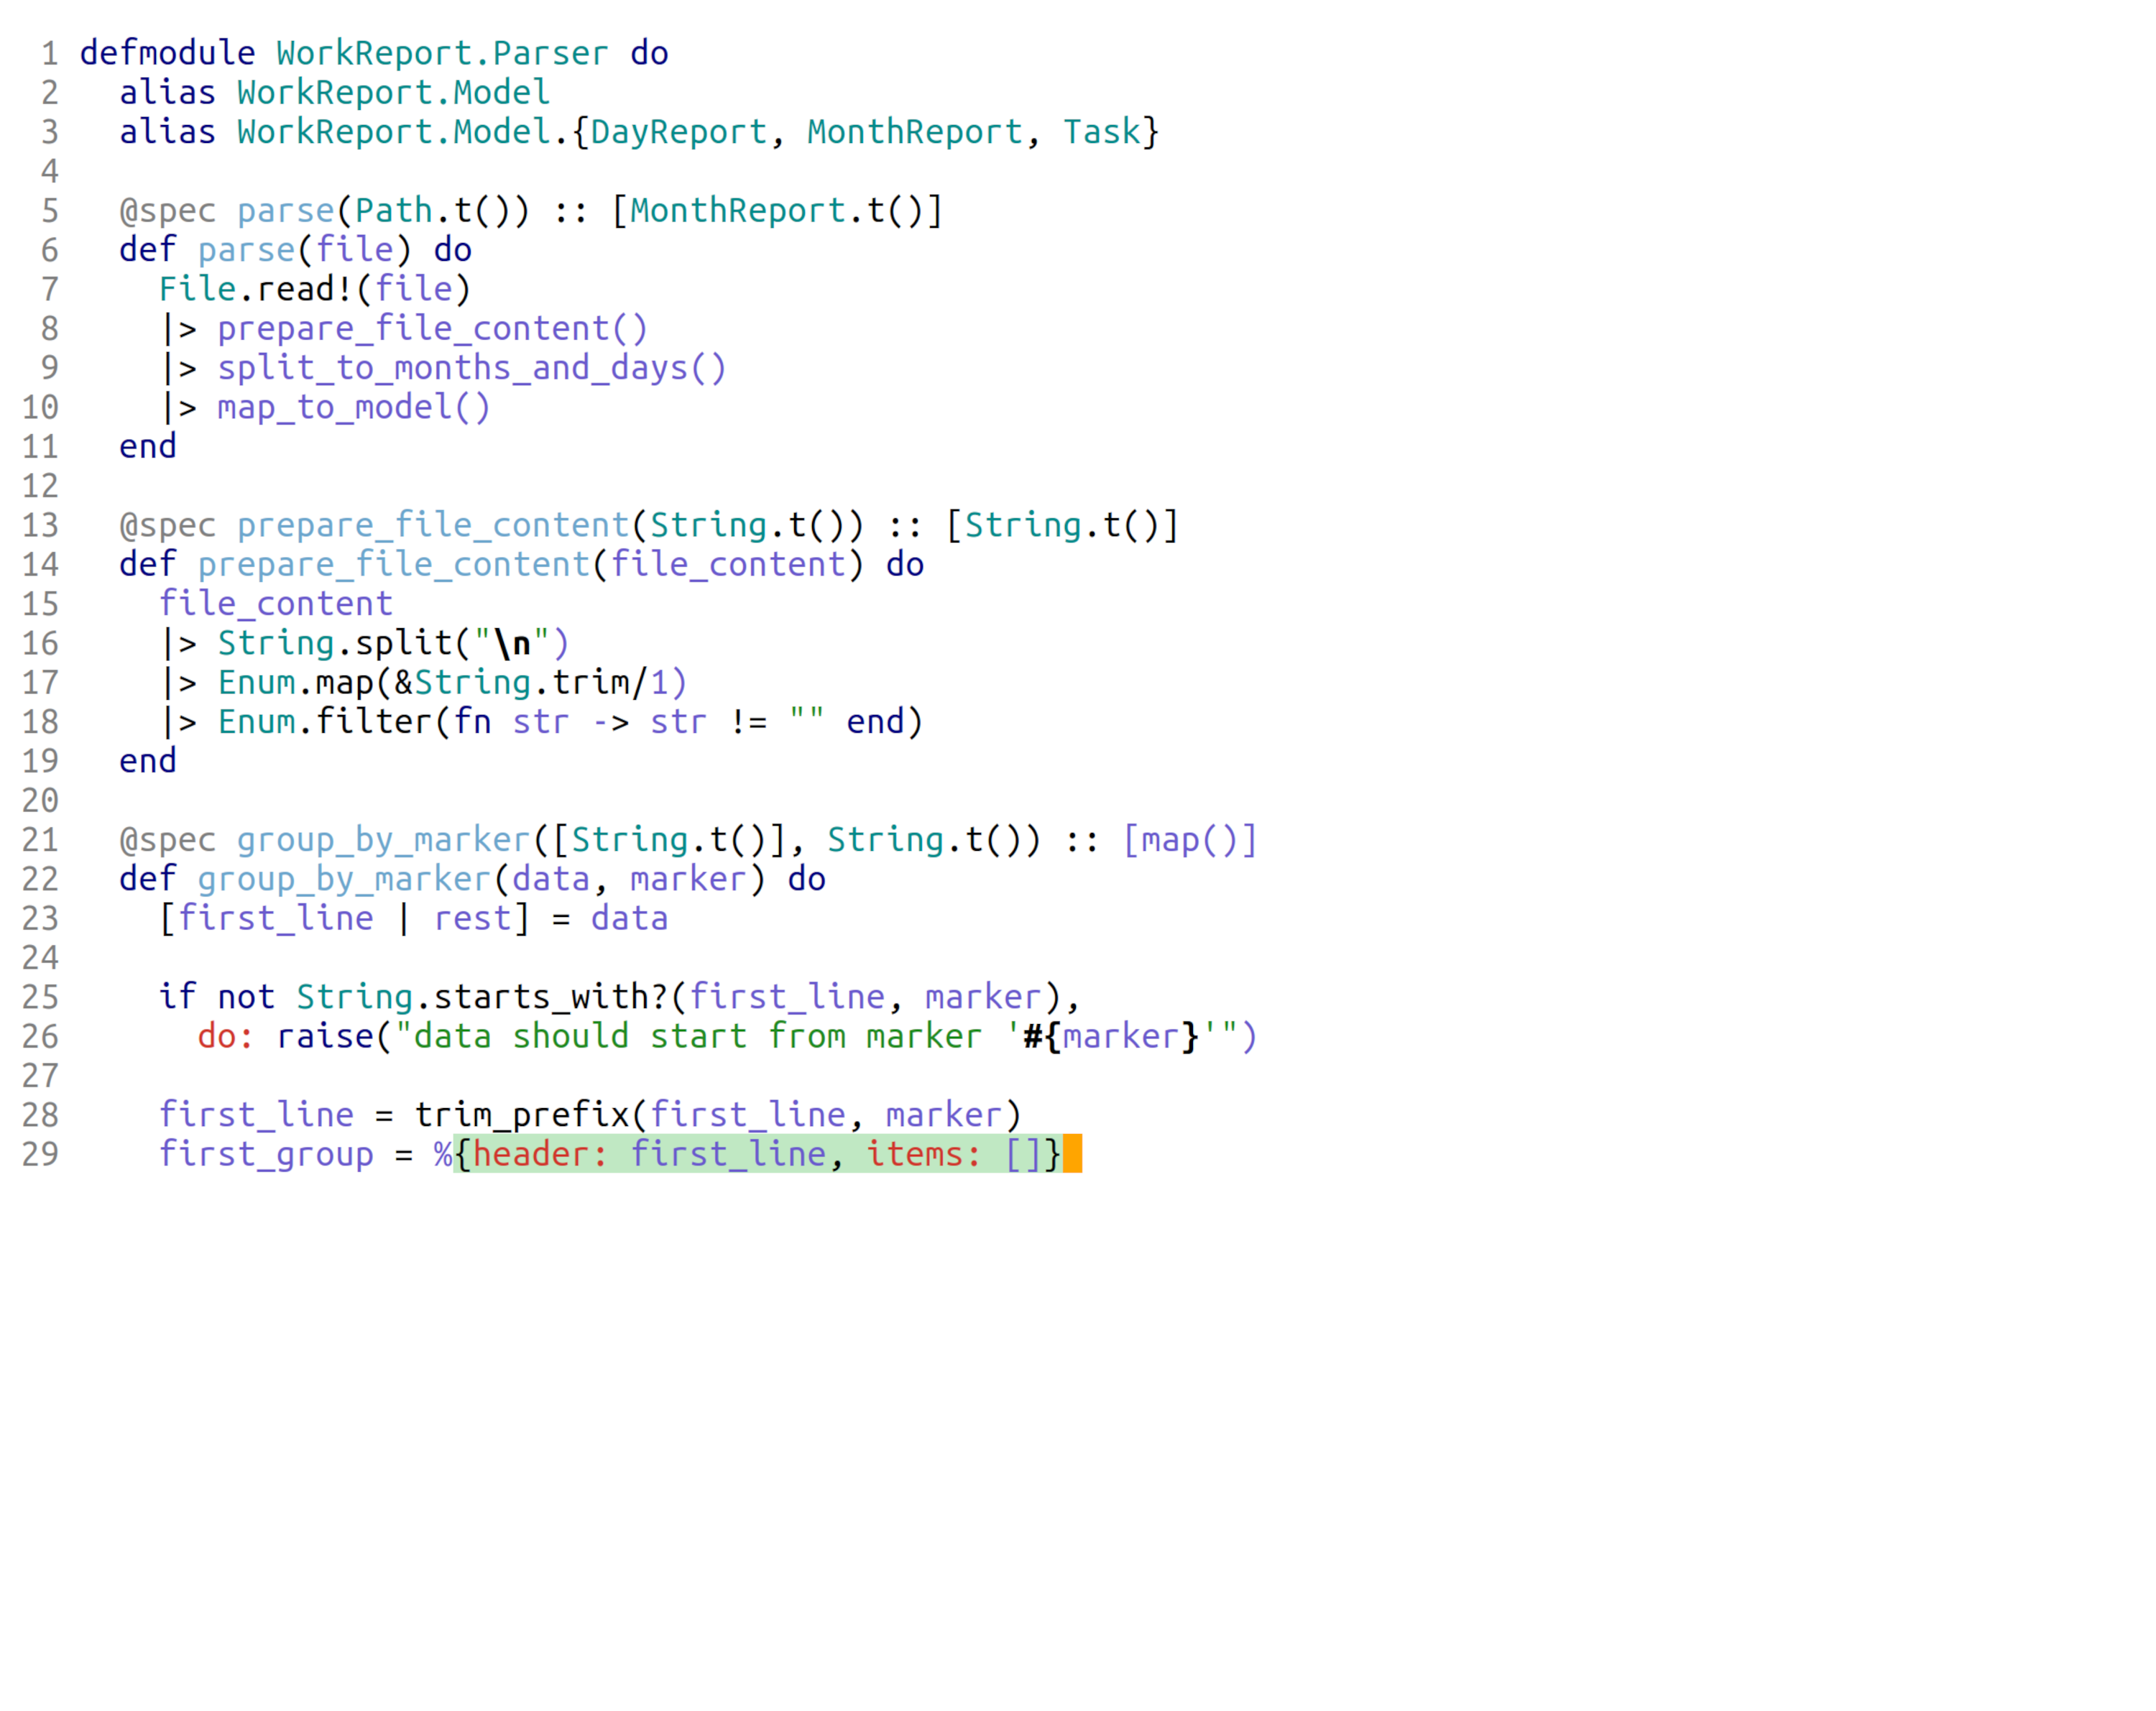 1 defmodule WorkReport.Parser do
2   alias WorkReport.Model
3   alias WorkReport.Model.{DayReport, MonthReport, Task}
4
5   @spec parse(Path.t()) :: [MonthReport.t()]
6   def parse(file) do
7     File.read!(file)
8     |> prepare_file_content()
9     |> split_to_months_and_days()
10     |> map_to_model()
11   end
12
13   @spec prepare_file_content(String.t()) :: [String.t()]
14   def prepare_file_content(file_content) do
15     file_content
16     |> String.split("\n")
17     |> Enum.map(&String.trim/1)
18     |> Enum.filter(fn str -> str != "" end)
19   end
20
21   @spec group_by_marker([String.t()], String.t()) :: [map()]
22   def group_by_marker(data, marker) do
23     [first_line | rest] = data
24
25     if not String.starts_with?(first_line, marker),
26       do: raise("data should start from marker '#{marker}'")
27
28     first_line = trim_prefix(first_line, marker)
29     first_group = %{header: first_line, items: []}